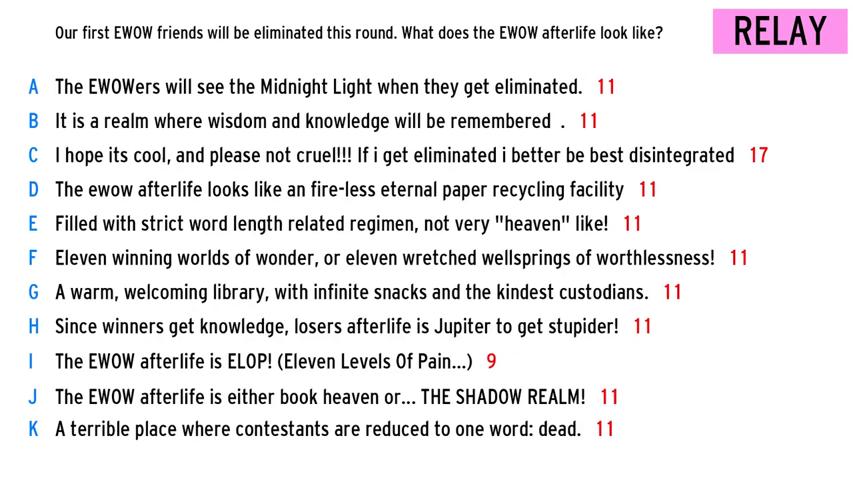 Our first EWOW friends will be eliminated this round. What does the EWOW afterlife look like?
RELAY
A The EWOWers will see the Midnight Light when they get eliminated. 11
B It is a realm where wisdom and knowledge will be remembered . 11
C I hope its cool, and please not cruel!!! If i get eliminated i better be best disintegrated 17
D The ewow afterlife looks like an fire-less eternal paper recycling facility 11
E Filled with strict word length related regimen, not very "heaven" like! 11
F Eleven winning worlds of wonder, or eleven wretched wellsprings of worthlessness! 11
G A warm, welcoming library, with infinite snacks and the kindest custodians. 11
H Since winners get knowledge, losers afterlife is Jupiter to get stupider! 11
I The EWOW afterlife is ELOP! (Eleven Levels Of Pain...) 9
J The EWOW afterlife is either book heaven or... THE SHADOW REALM! 11
K A terrible place where contestants are reduced to one word: dead. 11